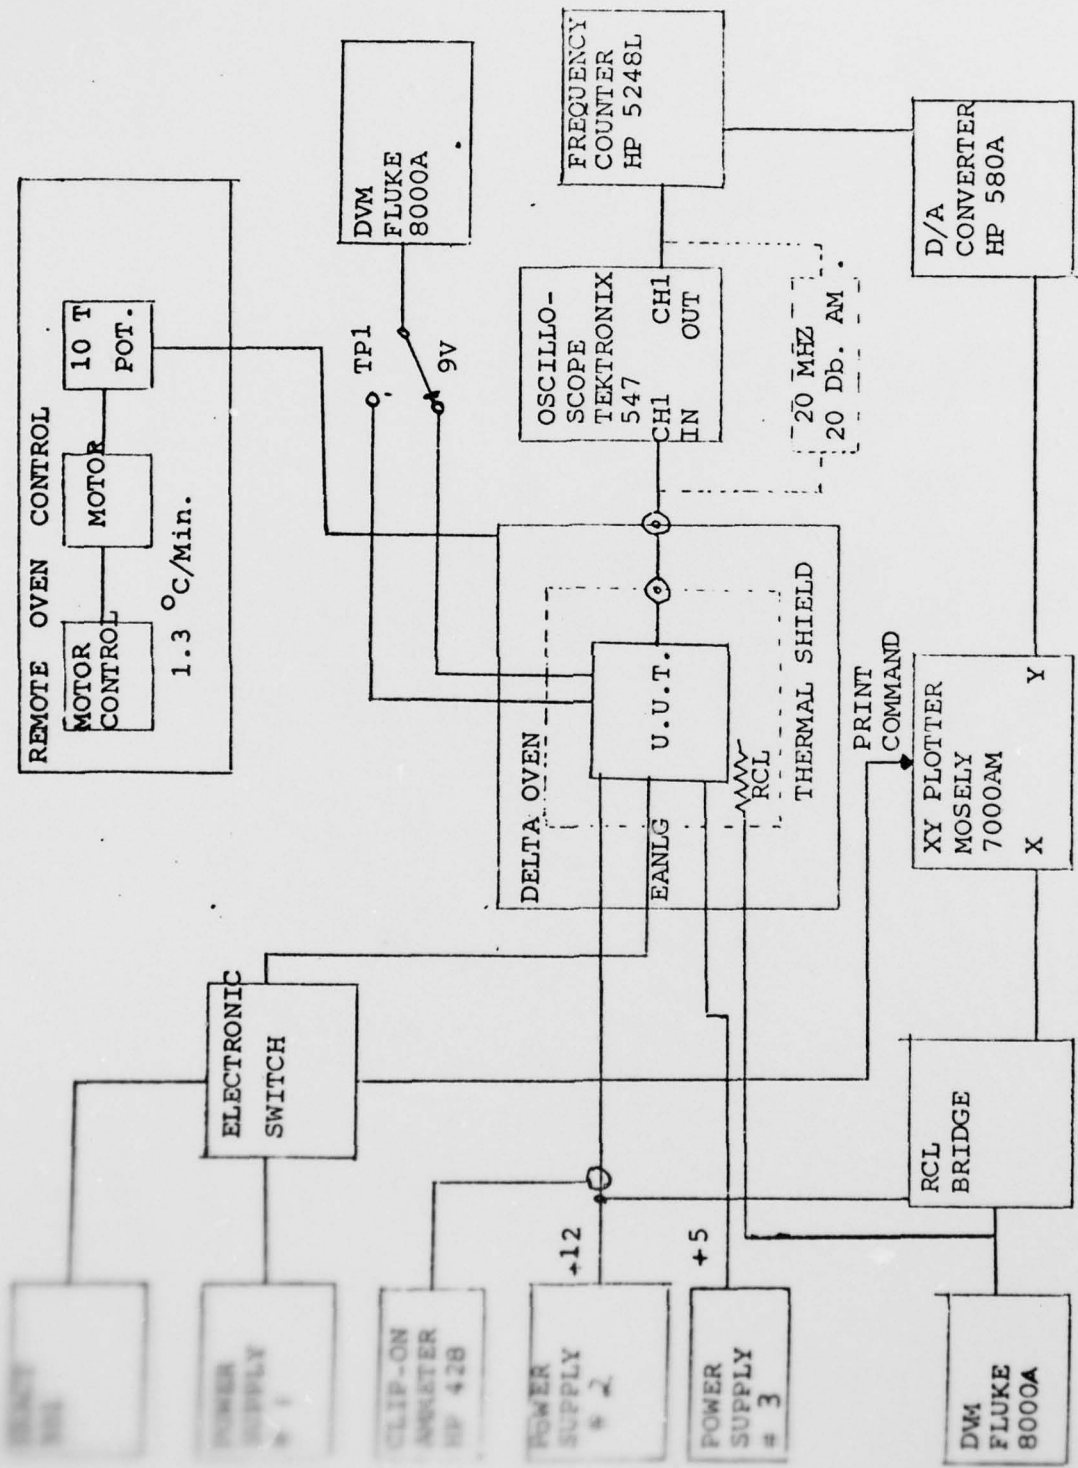 REMOTE OVEN CONTROL
MOTOR
CONTROL
MOTOR
10 T
POT.
1.3 °C/Min.
DVM
FLUKE
8000A
TP1
9V
FREQUENCY
COUNTER
HP 5248L
OSCILLO-
SCOPE
TEKTRONIX
547
CH1
IN
CH1
OUT
20 MHZ
20 Db. AM.
D/A
CONVERTER
HP 580A
DELTA OVEN
U.U.T.
RCL
THERMAL SHIELD
EANLG
ELECTRONIC
SWITCH
PRINT
COMMAND
XY PLOTTER
MOSELY
7000AM
X
Y
RCL
BRIDGE
POWER
SUPPLY
CLIP-ON
AMMETER
HP 428
POWER
SUPPLY
# 2
+12
POWER
SUPPLY
= 3
+5
DVM
FLUKE
8000A